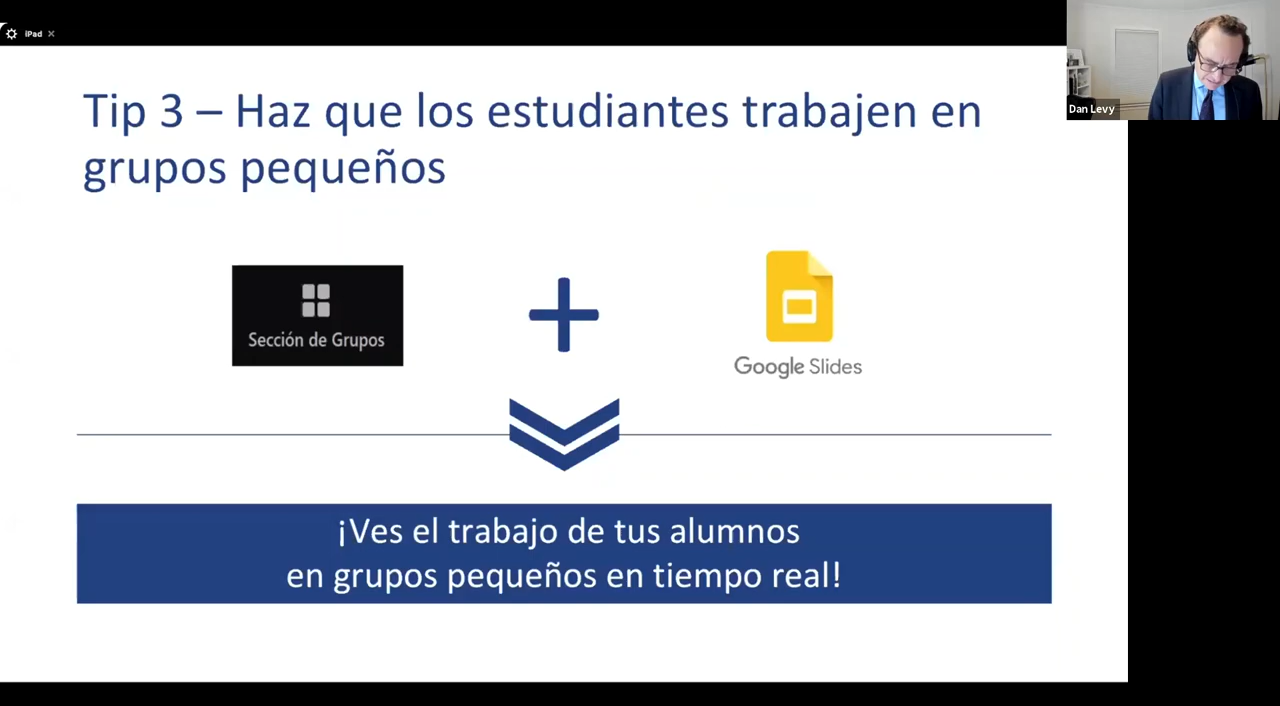 iPad
Dan Levy
Tip 3 – Haz que los estudiantes trabajen en
grupos pequeños
Sección de Grupos
Google Slides
¡Ves el trabajo de tus alumnos
en grupos pequeños en tiempo real!